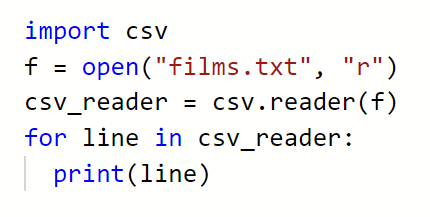 import csv
f = open("films.txt", "r")
csv_reader = csv.reader(f)
for line in csv_reader:
  print(line)